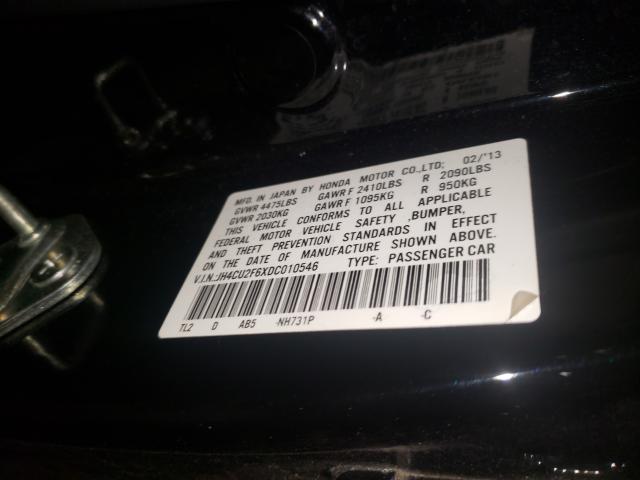 MFG. IN JAPAN BY HONDA MOTOR CO.,LTD; 02/'13
GVWR 4475LBS GAWR F 2410LBS R 2090LBS
GVWR 2030KG GAWR F 1095KG R 950KG
THIS VEHICLE CONFORMS TO ALL APPLICABLE
FEDERAL MOTOR VEHICLE SAFETY ,BUMPER,
AND THEFT PREVENTION STANDARDS IN EFFECT
ON THE DATE OF MANUFACTURE SHOWN ABOVE.
V.I.N.:JH4CU2F6XDC010546 TYPE: PASSENGER CAR
TL2 D AB5 -NH731P -A -C